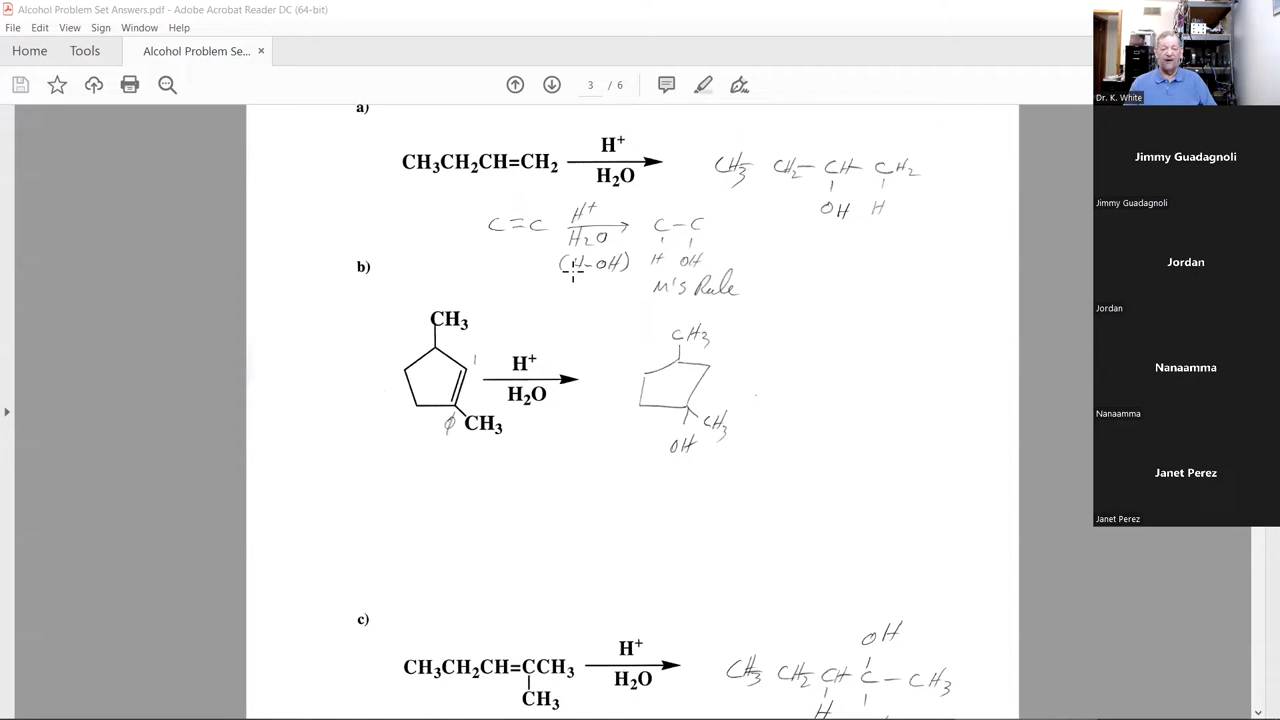 Alcohol Problem Set Answers.pdf - Adobe Acrobat Reader DC (64-bit)
File Edit View Sign Window Help
Home Tools Alcohol Problem Se... ×
3 / 6
Dr. K. White
Jimmy Guadagnoli
Jimmy Guadagnoli
Jordan
Jordan
Nanaamma
Nanaamma
Janet Perez
Janet Perez
a)
CH3CH2CH=CH2 H+ H2O CH3 CH2-CH-CH2
OH H
C=C H+ H2O C-C
(H-OH) H OH
M's Rule
b)
CH3
1
H+
H2O
0 CH3
CH3
CH3
OH
c)
OH
CH3CH2CH=CCH3 H+ H2O CH3 CH2 CH C-CH3
CH3 H